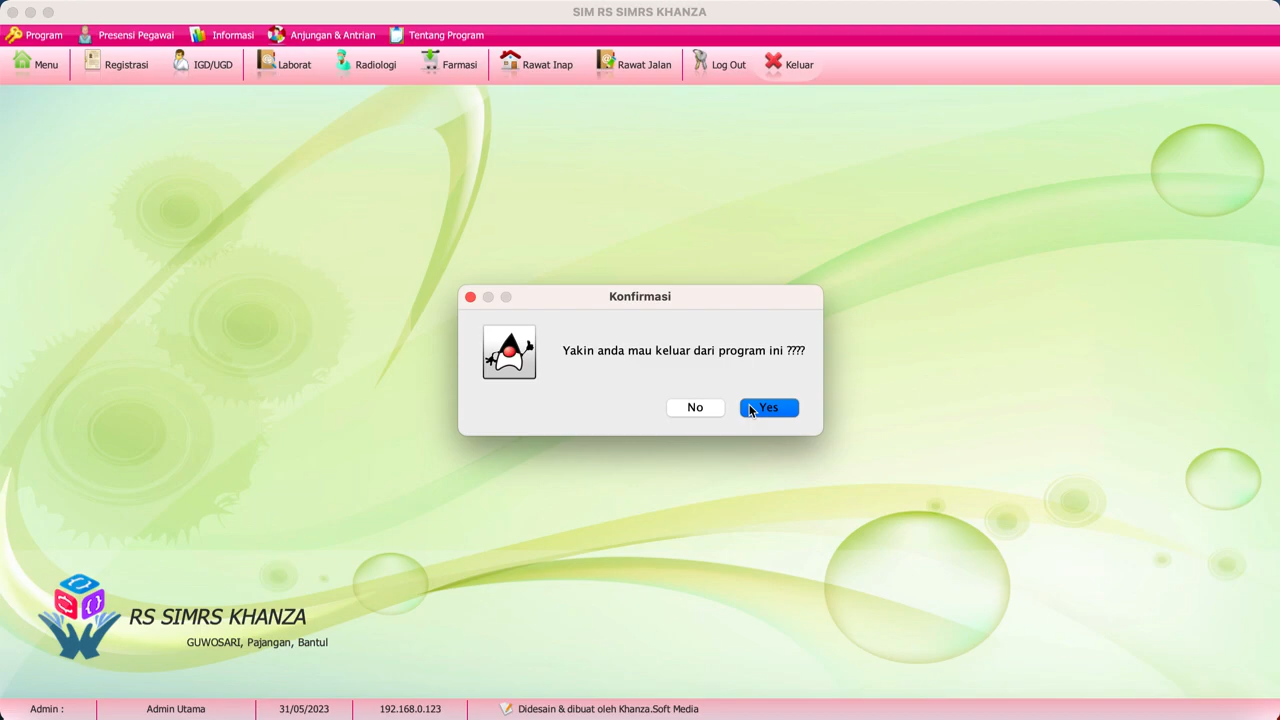 SIM RS SIMRS KHANZA
Program Presensi Pegawai Informasi Anjungan & Antrian Tentang Program
Menu Registrasi IGD/UGD Laborat Radiologi Farmasi Rawat Inap Rawat Jalan Log Out Keluar
Konfirmasi
Yakin anda mau keluar dari program ini ????
No Yes
RS SIMRS KHANZA
GUWOSARI, Pajangan, Bantul
Admin : Admin Utama 31/05/2023 192.168.0.123 Didesain & dibuat oleh Khanza.Soft Media